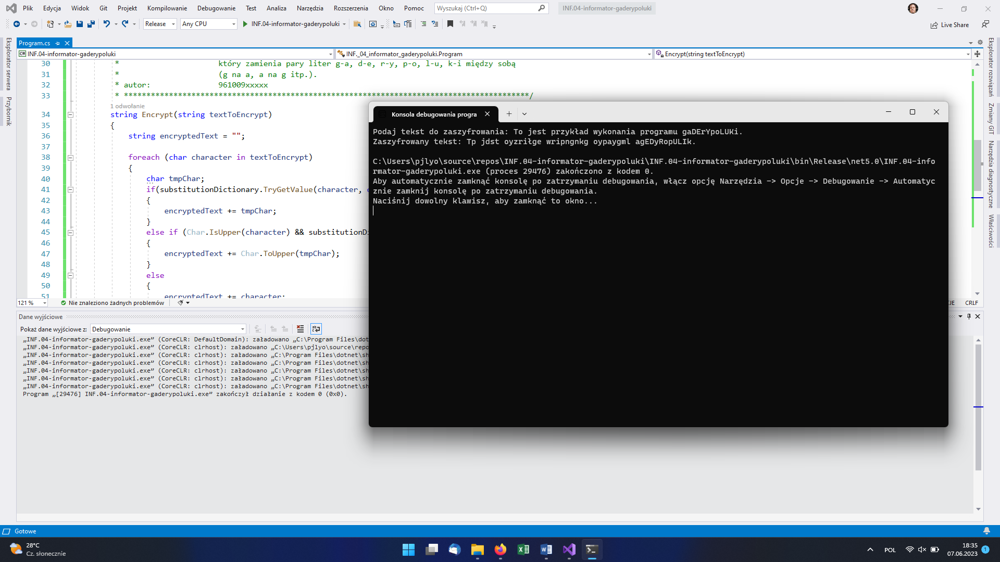 Plik Edycja Widok Git Projekt Kompilowanie Debugowanie Test Analiza Narzędzia Rozszerzenia Okno Pomoc Wyszukaj (Ctrl+Q) INF.04-informator-gaderypoluki
Release Any CPU INF.04-informator-gaderypoluki Live Share
Eksplorator serwera
Przybornik
Program.cs
INF.04-informator-gaderypoluki INF._04_informator_gaderypoluki.Program Encrypt(string textToEncrypt)
30 * który zamienia pary liter g-a, d-e, r-y, p-o, l-u, k-i między sobą
31 * (g na a, a na g itp.).
32 * autor: 961009xxxxx
33 * ******************************************************************************************/
1 odwołanie
34 string Encrypt(string textToEncrypt)
35 {
36 string encryptedText = "";
37
38 foreach (char character in textToEncrypt)
39 {
40 char tmpChar;
41 if(substitutionDictionary.TryGetValue(character,
42 {
43 encryptedText += tmpChar;
44 }
45 else if (Char.IsUpper(character) && substitutionDi
46 {
47 encryptedText += Char.ToUpper(tmpChar);
48 }
49 else
50 {
51 encryptedText += character;
121 % Nie znaleziono żadnych problemów CRLF
Konsola debugowania progra
Podaj tekst do zaszyfrowania: To jest przykład wykonania programu gaDErYpoLUKi.
Zaszyfrowany tekst: Tp jdst oyzriłge wripngnkg oypaygml agEDyRopULIk.
C:\Users\pjlyo\source\repos\INF.04-informator-gaderypoluki\INF.04-informator-gaderypoluki\bin\Release\net5.0\INF.04-info
rmator-gaderypoluki.exe (proces 29476) zakończono z kodem 0.
Aby automatycznie zamknąć konsolę po zatrzymaniu debugowania, włącz opcję Narzędzia -> Opcje -> Debugowanie -> Automatyc
znie zamknij konsolę po zatrzymaniu debugowania.
Naciśnij dowolny klawisz, aby zamknąć to okno...
Eksplorator rozwiązań
Zmiany GIT
Narzędzia diagnostyczne
Właściwości
Dane wyjściowe
Pokaż dane wyjściowe z: Debugowanie
„INF.04-informator-gaderypoluki.exe” (CoreCLR: DefaultDomain): załadowano „C:\Program Files\dot
„INF.04-informator-gaderypoluki.exe” (CoreCLR: clrhost): załadowano „C:\Users\pjlyo\source\repo
„INF.04-informator-gaderypoluki.exe” (CoreCLR: clrhost): załadowano „C:\Program Files\dotnet\sh
„INF.04-informator-gaderypoluki.exe” (CoreCLR: clrhost): załadowano „C:\Program Files\dotnet\sh
„INF.04-informator-gaderypoluki.exe” (CoreCLR: clrhost): załadowano „C:\Program Files\dotnet\sh
„INF.04-informator-gaderypoluki.exe” (CoreCLR: clrhost): załadowano „C:\Program Files\dotnet\sh
„INF.04-informator-gaderypoluki.exe” (CoreCLR: clrhost): załadowano „C:\Program Files\dotnet\sh
Program „[29476] INF.04-informator-gaderypoluki.exe” zakończył działanie z kodem 0 (0x0).
Gotowe
28°C
Cz. słonecznie
POL
18:35
07.06.2023
1